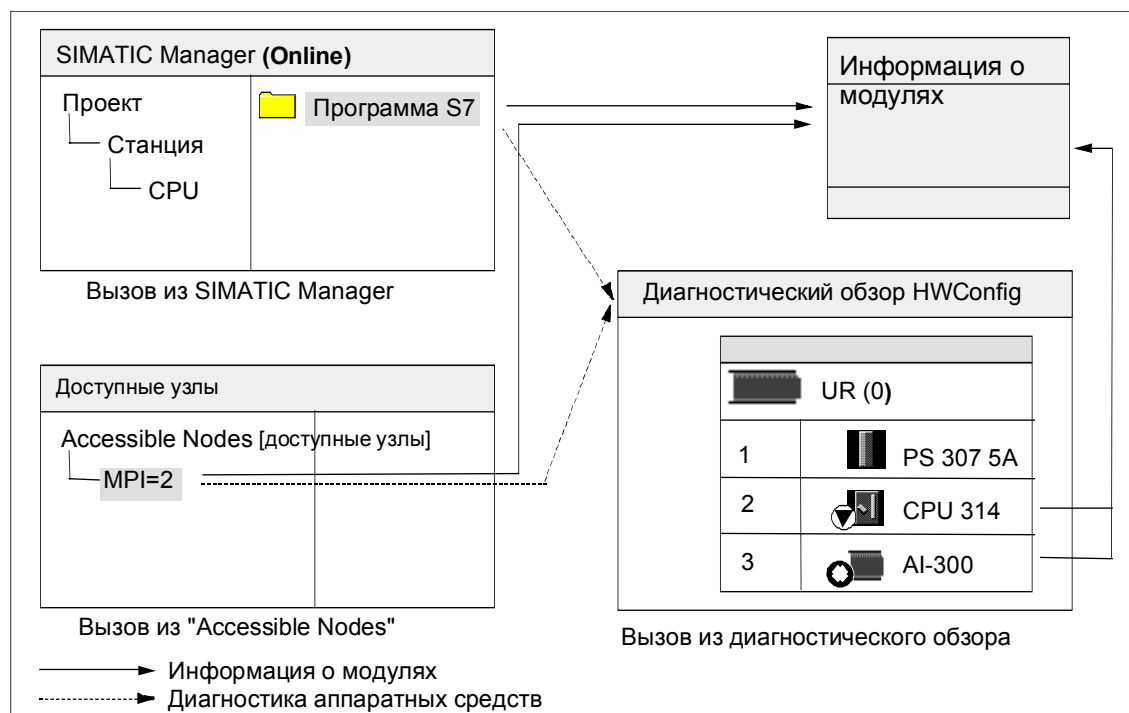 SIMATIC Manager (Online)
Проект
Станция
CPU
Программа S7
Вызов из SIMATIC Manager
Информация о
модулях
Доступные узлы
Accessible Nodes [доступные узлы]
MPI=2
Вызов из "Accessible Nodes"
Диагностический обзор HWConfig
UR (0)
1 PS 307 5A
2 CPU 314
3 AI-300
Вызов из диагностического обзора
Информация о модулях
Диагностика аппаратных средств